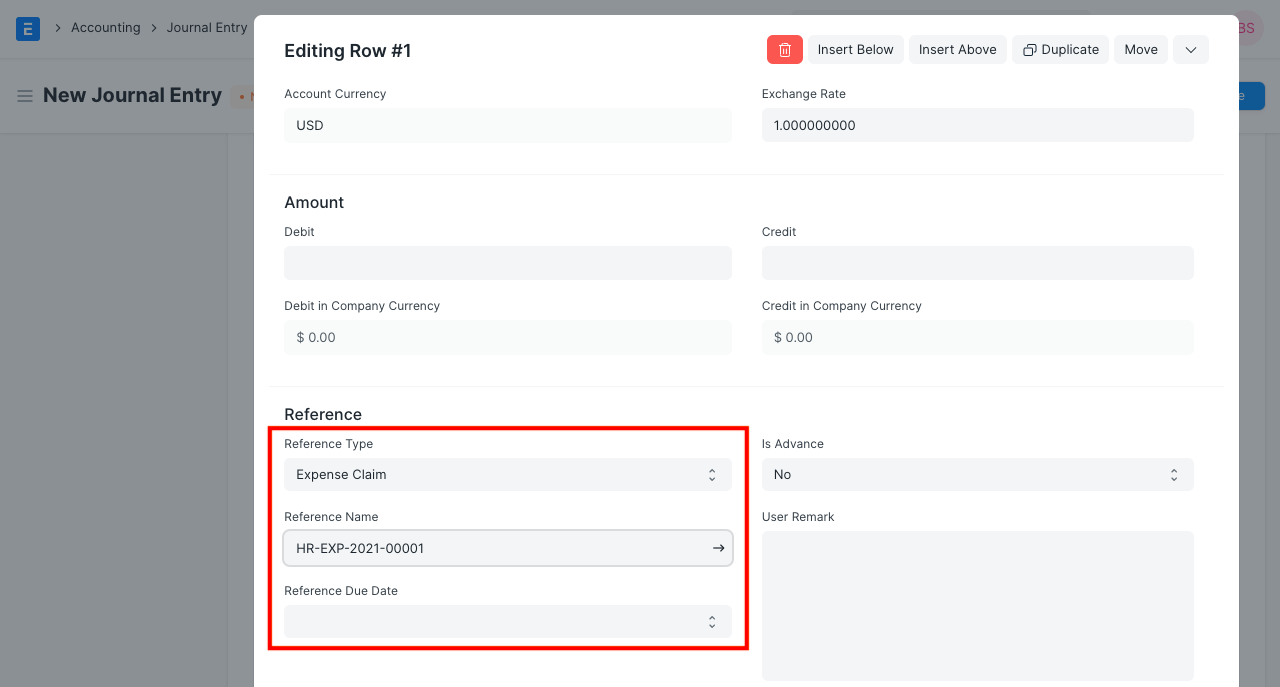 E > Accounting > Journal Entry
BS
New Journal Entry
Editing Row #1
Insert Below
Insert Above
Duplicate
Move
Account Currency
USD
Exchange Rate
1.000000000
Amount
Debit
Credit
Debit in Company Currency
$ 0.00
Credit in Company Currency
$ 0.00
Reference
Reference Type
Expense Claim
Reference Name
HR-EXP-2021-00001
Reference Due Date
Is Advance
No
User Remark